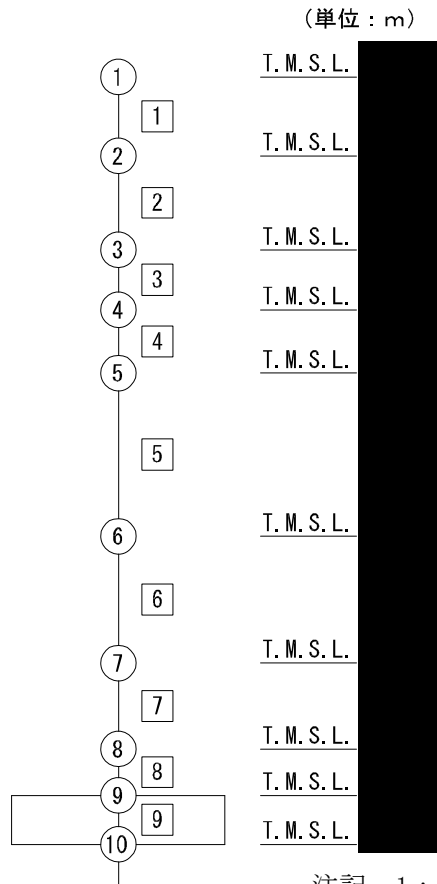 （単位：ｍ）
1 T.M.S.L.
1
2 T.M.S.L.
2
3 T.M.S.L.
3
4 T.M.S.L.
4
5 T.M.S.L.
5
6 T.M.S.L.
6
7 T.M.S.L.
7
8 T.M.S.L.
8
9 T.M.S.L.
9
10 T.M.S.L.